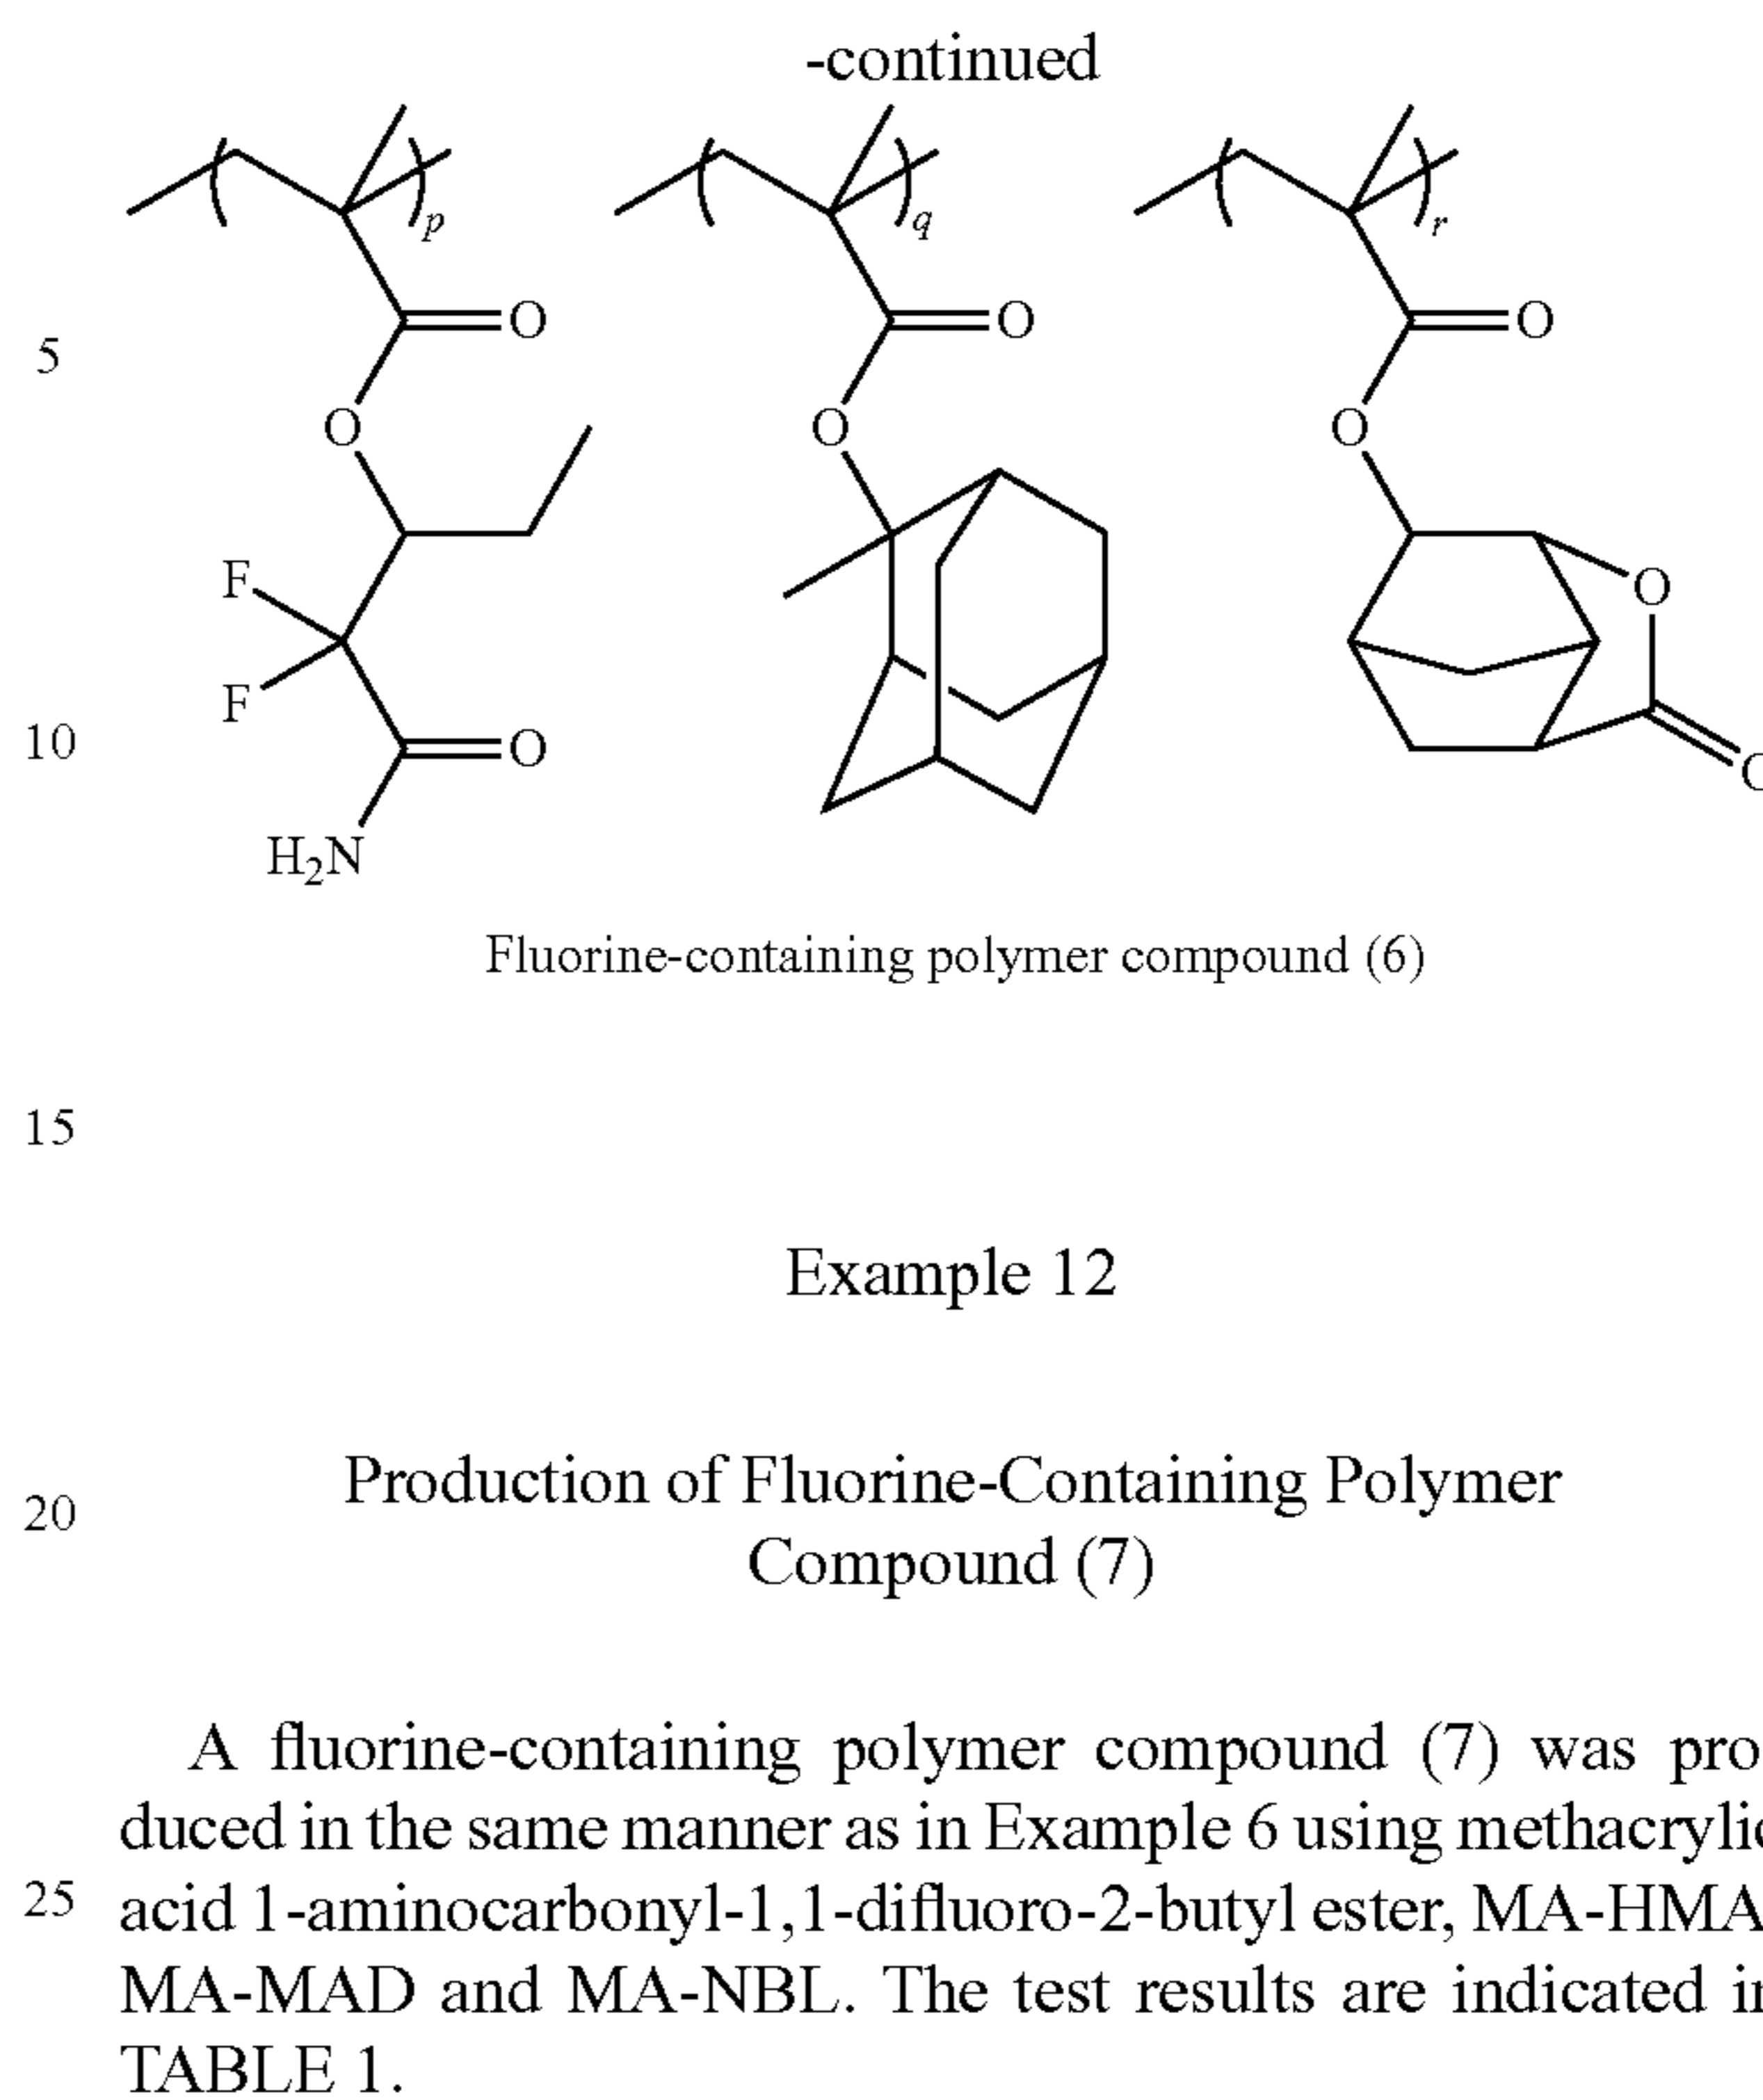 -continued
p q r
O O O
5
O O O
F
O
F
10
O
O
H2N
Fluorine-containing polymer compound (6)
15
Example 12
Production of Fluorine-Containing Polymer
20
Compound (7)
A fluorine-containing polymer compound (7) was pro
duced in the same manner as in Example 6 using methacrylic
25 acid 1-aminocarbonyl-1,1-difluoro-2-butyl ester, MA-HMA
MA-MAD and MA-NBL. The test results are indicated in
TABLE 1.